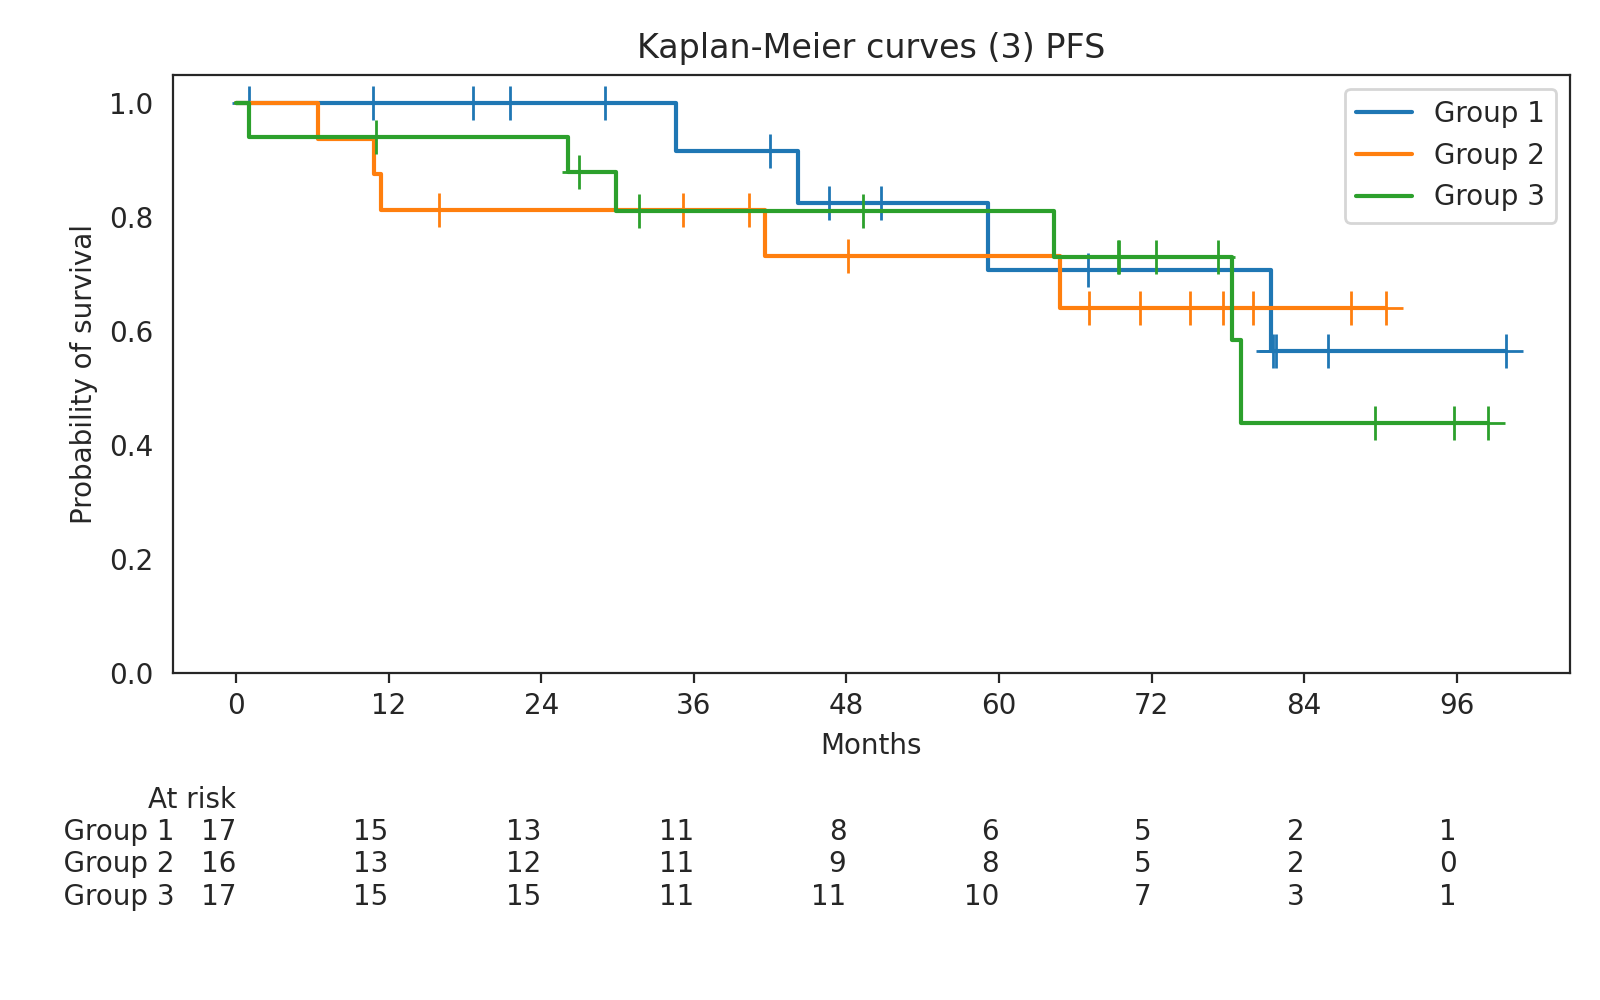 Kaplan-Meier curves (3) PFS
Group 1
Group 2
Group 3
1.0
0.8
0.6
0.4
0.2
0.0
Probability of survival
0 12 24 36 48 60 72 84 96
Months
At risk
Group 1 17 15 13 11 8 6 5 2 1
Group 2 16 13 12 11 9 8 5 2 0
Group 3 17 15 15 11 11 10 7 3 1